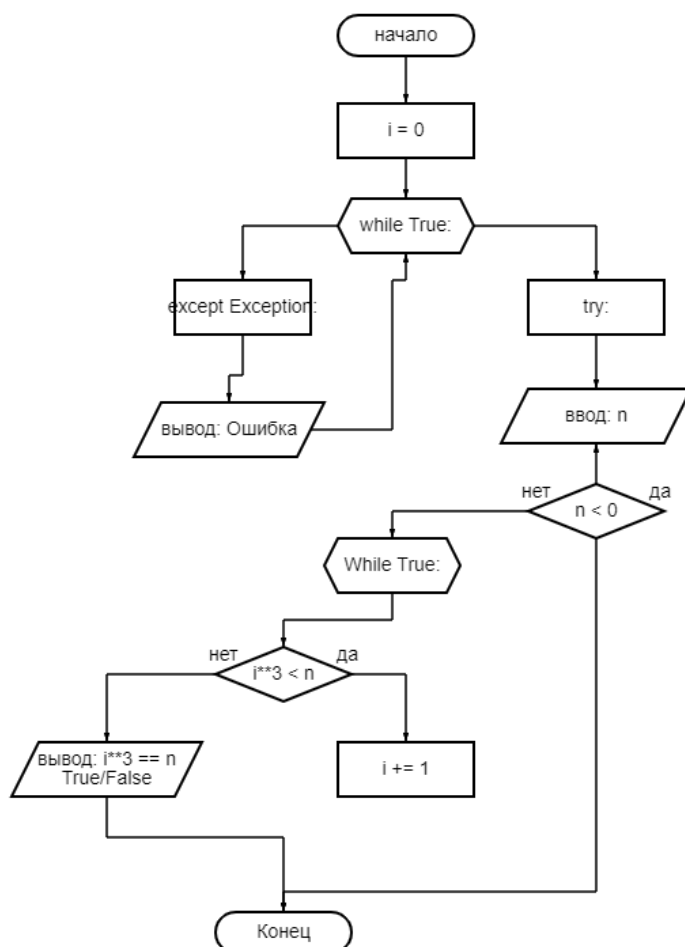 начало
i = 0
while True:
except Exception:
try:
вывод: Ошибка
ввод: n
нет
да
n < 0
While True:
нет
да
i**3 < n
вывод: i**3 == n
True/False
i += 1
Конец